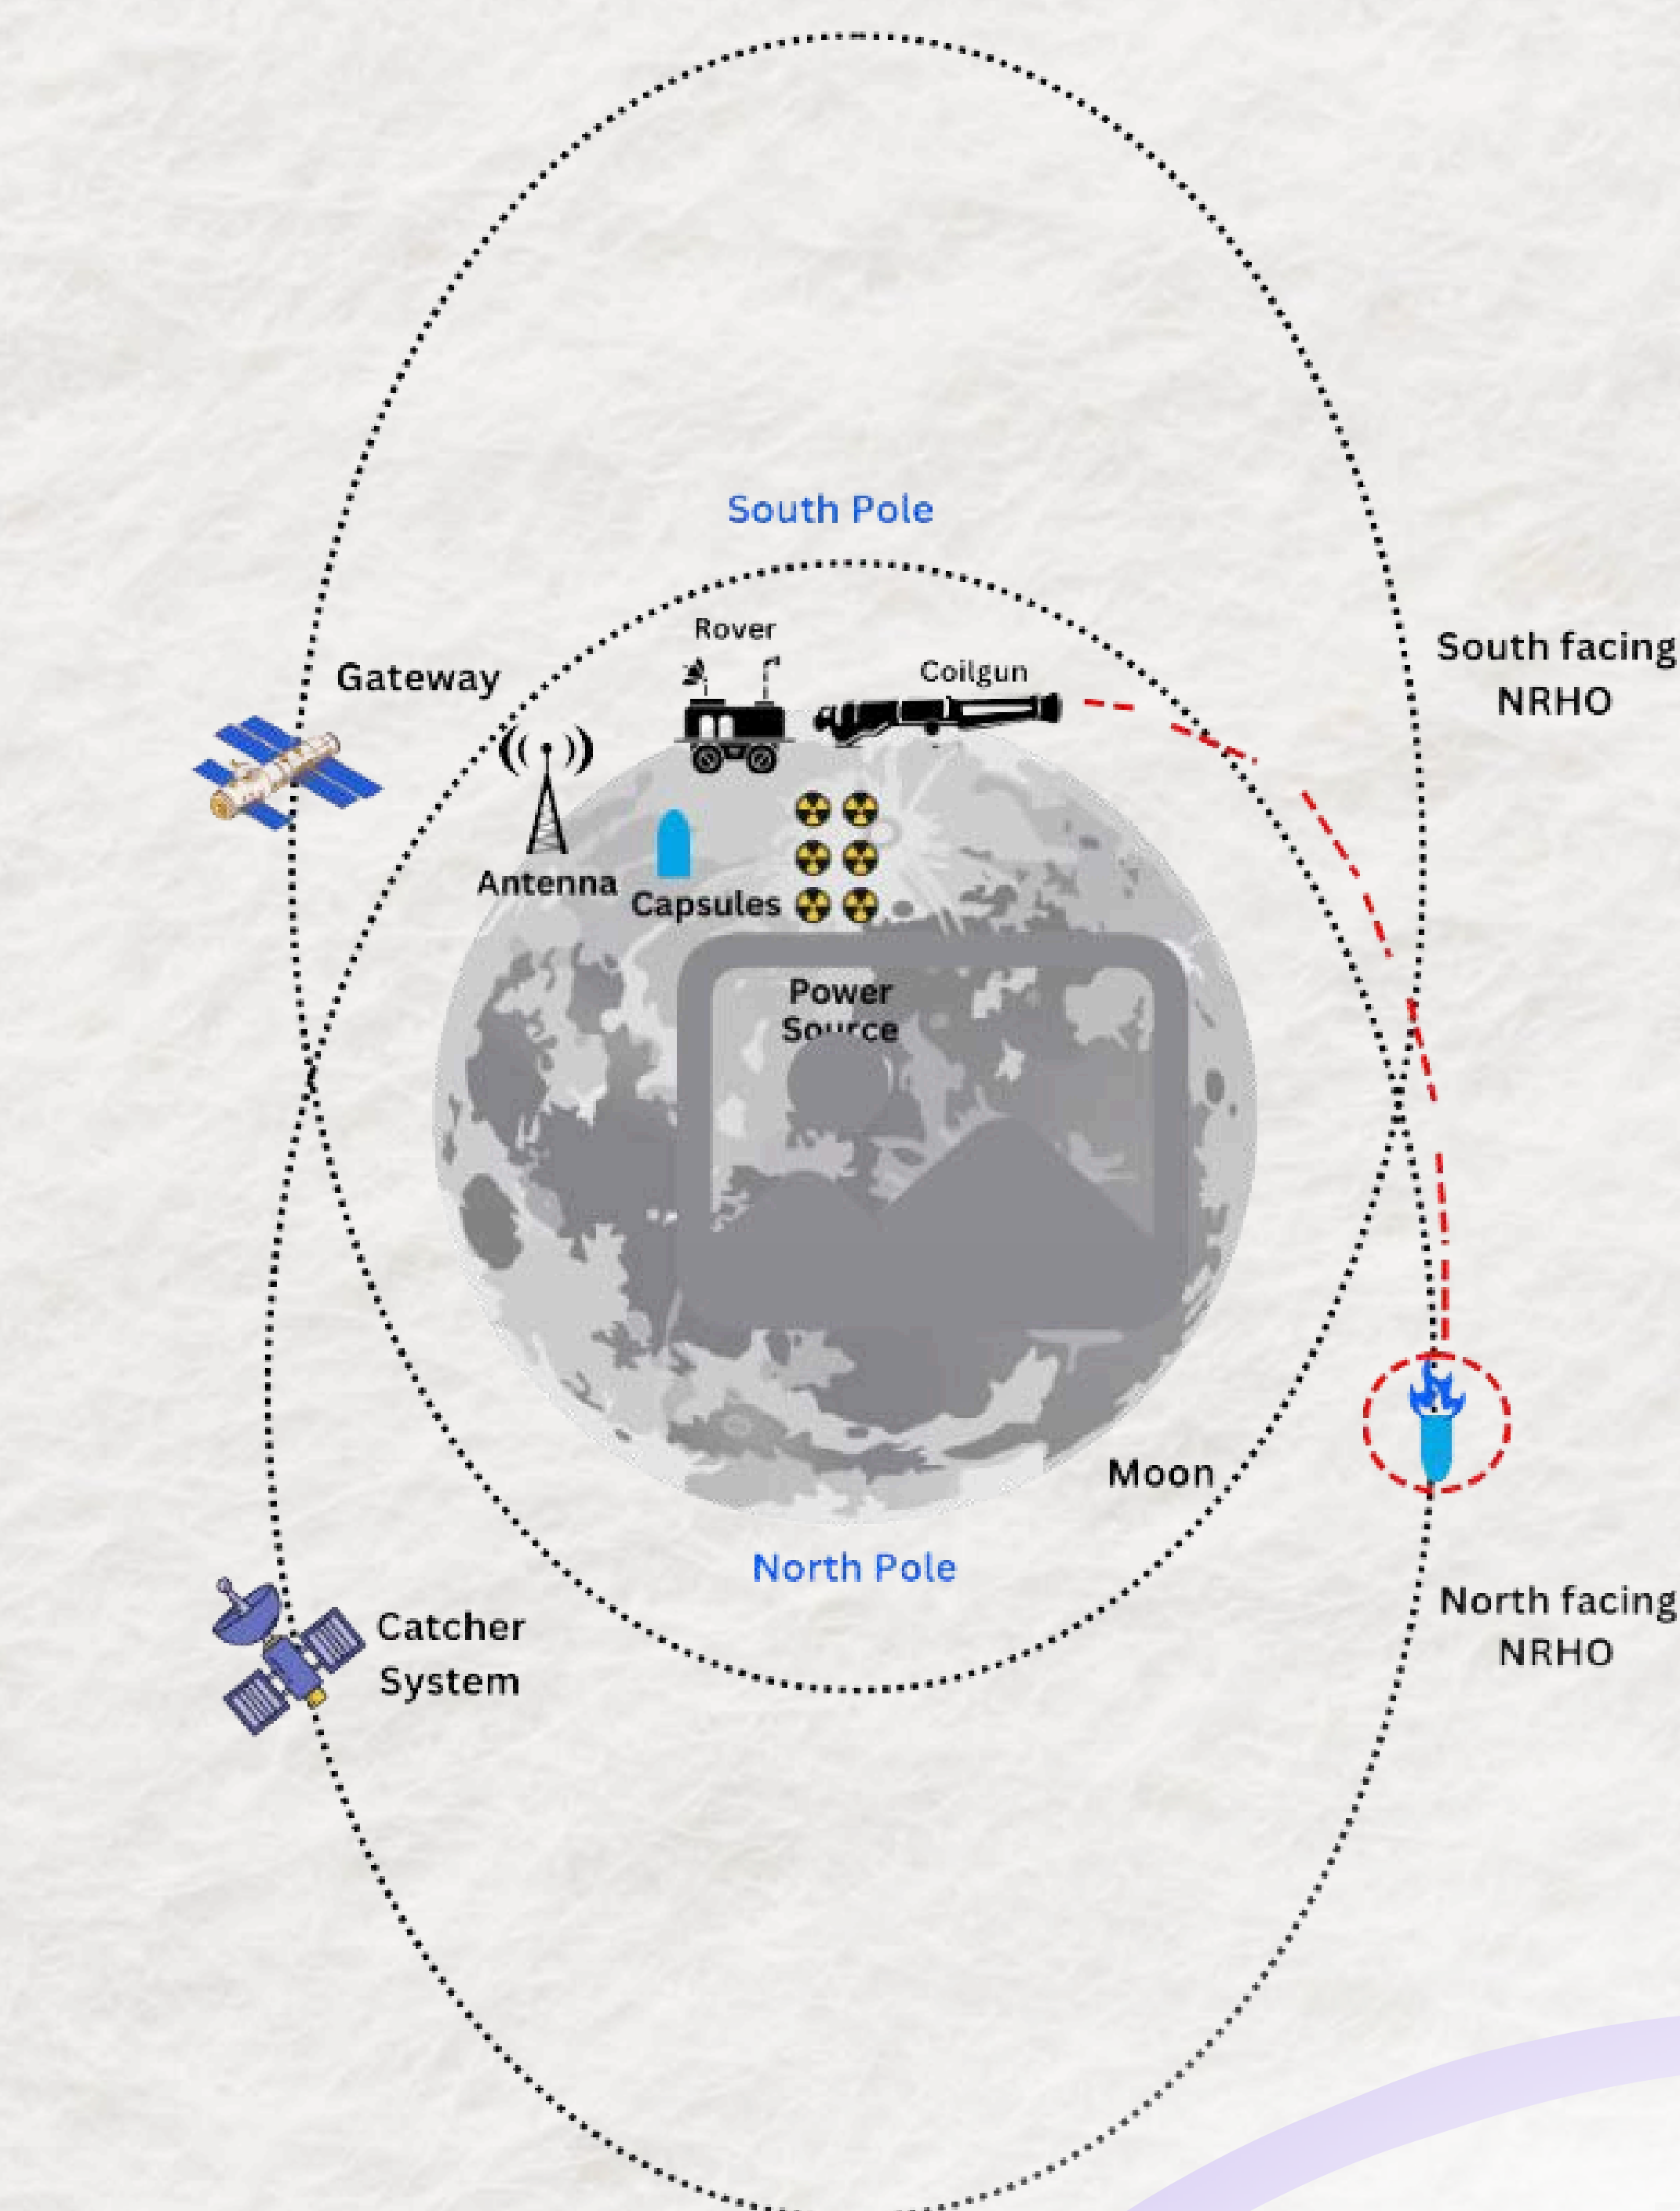 South Pole
Rover
Coilgun
South facing
NRHO
Gateway
Antenna
Capsules
Power
Source
Moon
North Pole
North facing
NRHO
Catcher
System